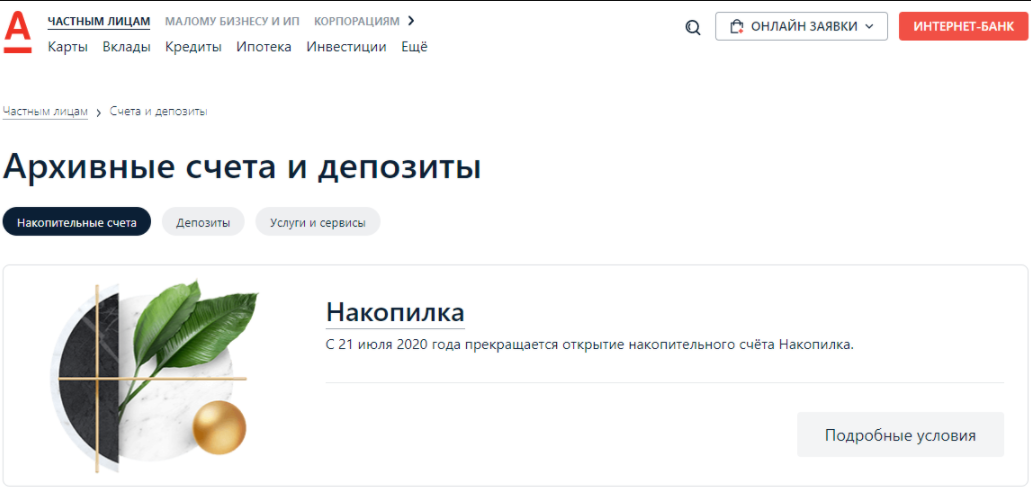 А ЧАСТНЫМ ЛИЦАМ МАЛОМУ БИЗНЕСУ И ИП КОРПОРАЦИЯМ ОНЛАЙН ЗАЯВКИ ИНТЕРНЕТ-БАНК
Карты Вклады Кредиты Ипотека Инвестиции Ещё
Частным лицам > Счета и депозиты
Архивные счета и депозиты
Накопительные счета Депозиты Услуги и сервисы
Накопилка
С 21 июля 2020 года прекращается открытие накопительного счёта Накопилка.
Подробные условия